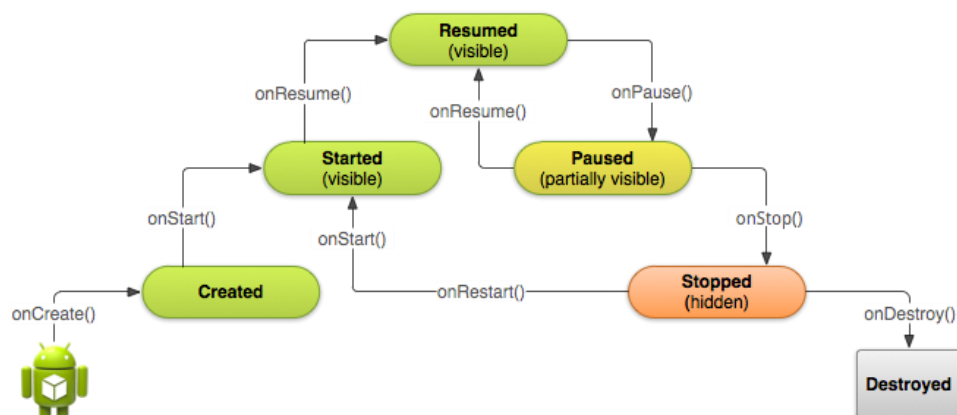 Resumed
(visible)
onResume()
onResume()
onPause()
Started
(visible)
Paused
(partially visible)
onStart()
onStart()
onStop()
Created
onRestart()
Stopped
(hidden)
onCreate()
onDestroy()
Destroyed